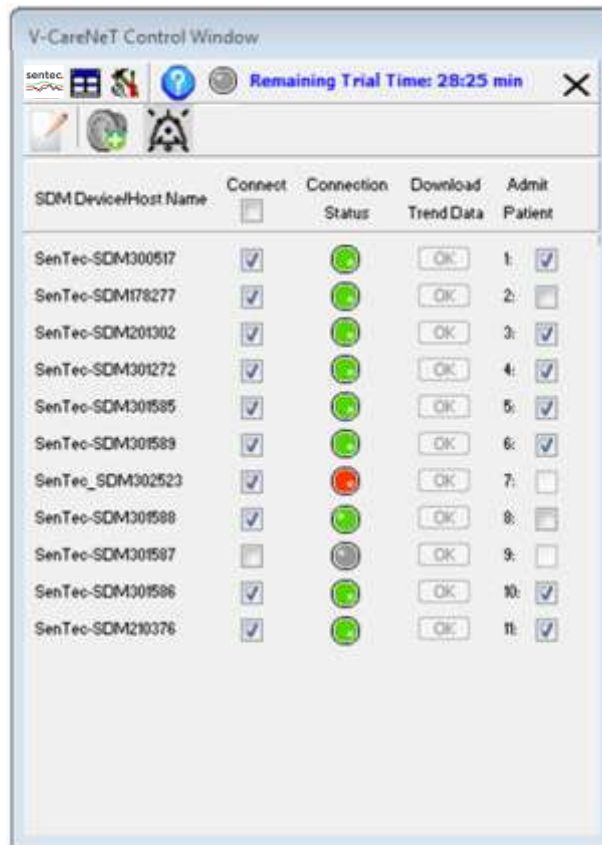 V-CareNeT Control Window
sentec.
? Remaining Trial Time: 28:25 min
SDM Device/Host Name Connect Connection Status Download Trend Data Admit Patient
SenTec-SDM300517 OK 1:
SenTec-SDM178277 OK 2:
SenTec-SDM201302 OK 3:
SenTec-SDM301272 OK 4:
SenTec-SDM301585 OK 5:
SenTec-SDM301589 OK 6:
SenTec_SDM302523 OK 7:
SenTec-SDM301588 OK 8:
SenTec-SDM301587 OK 9:
SenTec-SDM301586 OK 10:
SenTec-SDM210376 OK 11: